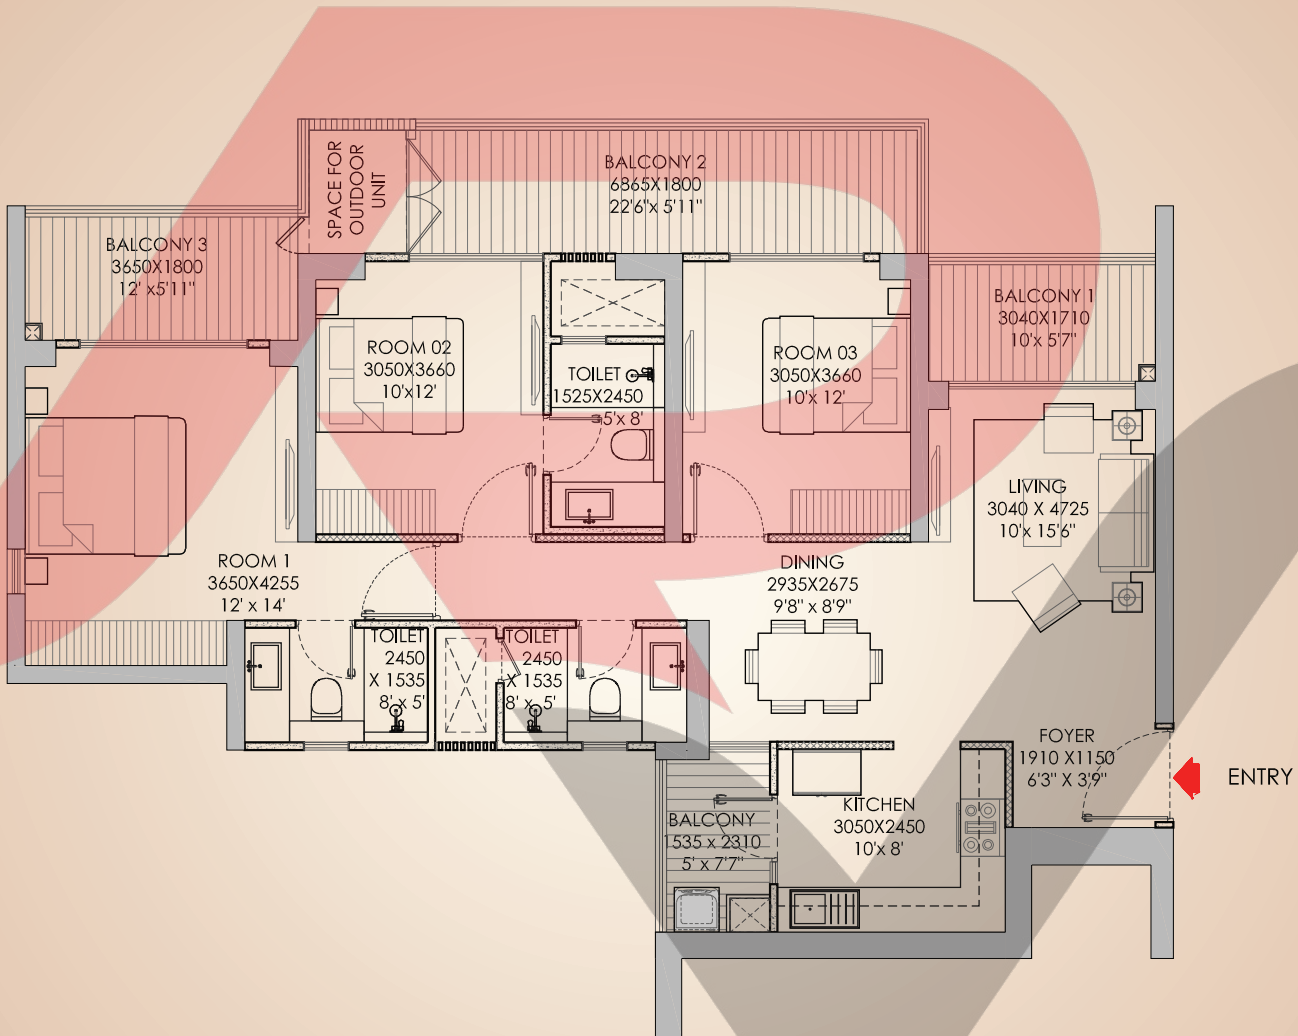 SPACE FOR
OUTDOOR
UNIT
BALCONY 2
6865X1800
22'6"x 5'11"
BALCONY 3
3650X1800
12' x5'11"
BALCONY 1
3040X1710
10'x 5'7"
ROOM 02
3050X3660
10'x12'
TOILET
1525X2450
5'x 8'
ROOM 03
3050X3660
10'x 12'
LIVING
3040 X 4725
10'x 15'6"
ROOM 1
3650X4255
12' x 14'
DINING
2935X2675
9'8" x 8'9"
TOILET
2450
X 1535
8' x 5'
TOILET
2450
X 1535
8' x 5'
FOYER
1910 X1150
6'3" X 3'9"
ENTRY
KITCHEN
3050X2450
10'x 8'
BALCONY
1535 x 2310
5' x 7'7"